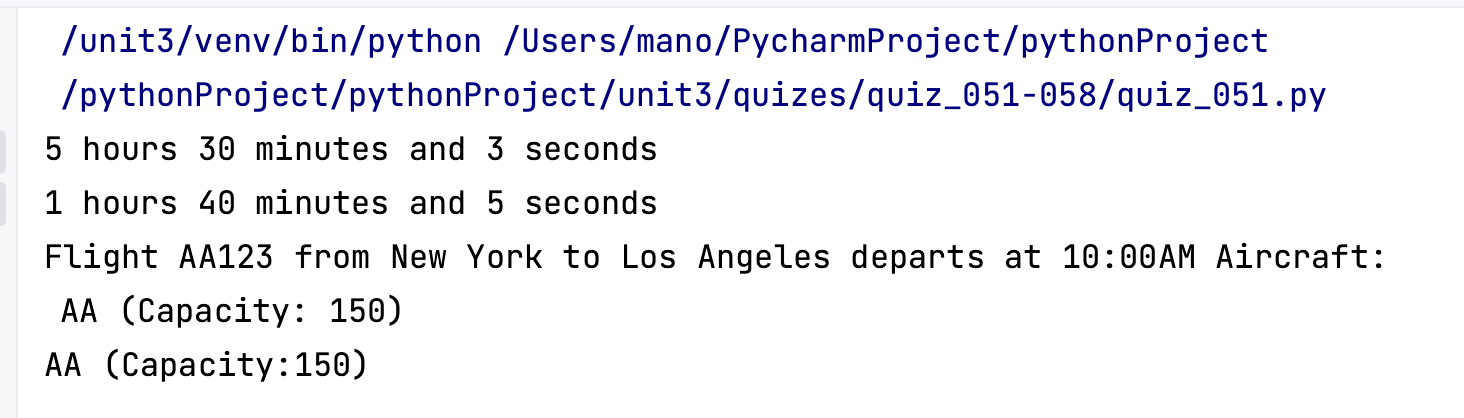 /unit3/venv/bin/python /Users/mano/PycharmProject/pythonProject
/pythonProject/pythonProject/unit3/quizes/quiz_051-058/quiz_051.py
5 hours 30 minutes and 3 seconds
1 hours 40 minutes and 5 seconds
Flight AA123 from New York to Los Angeles departs at 10:00AM Aircraft:
AA (Capacity: 150)
AA (Capacity:150)